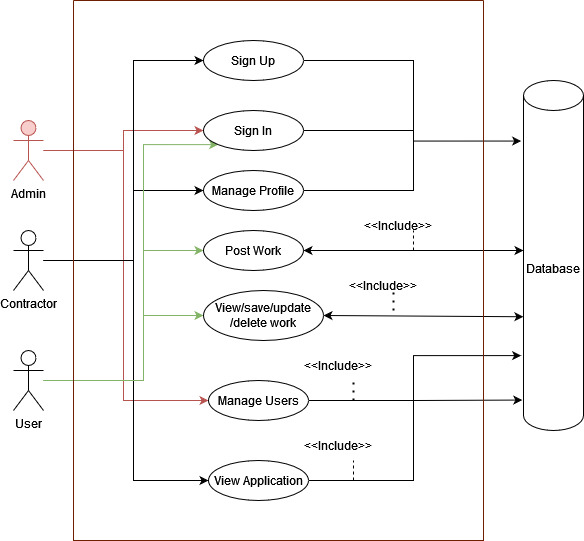 Sign Up
Admin
Sign In
Manage Profile
Contractor
<<Include>>
Post Work
Database
<<Include>>
View/save/update
/delete work
User
<<Include>>
Manage Users
<<Include>>
View Application